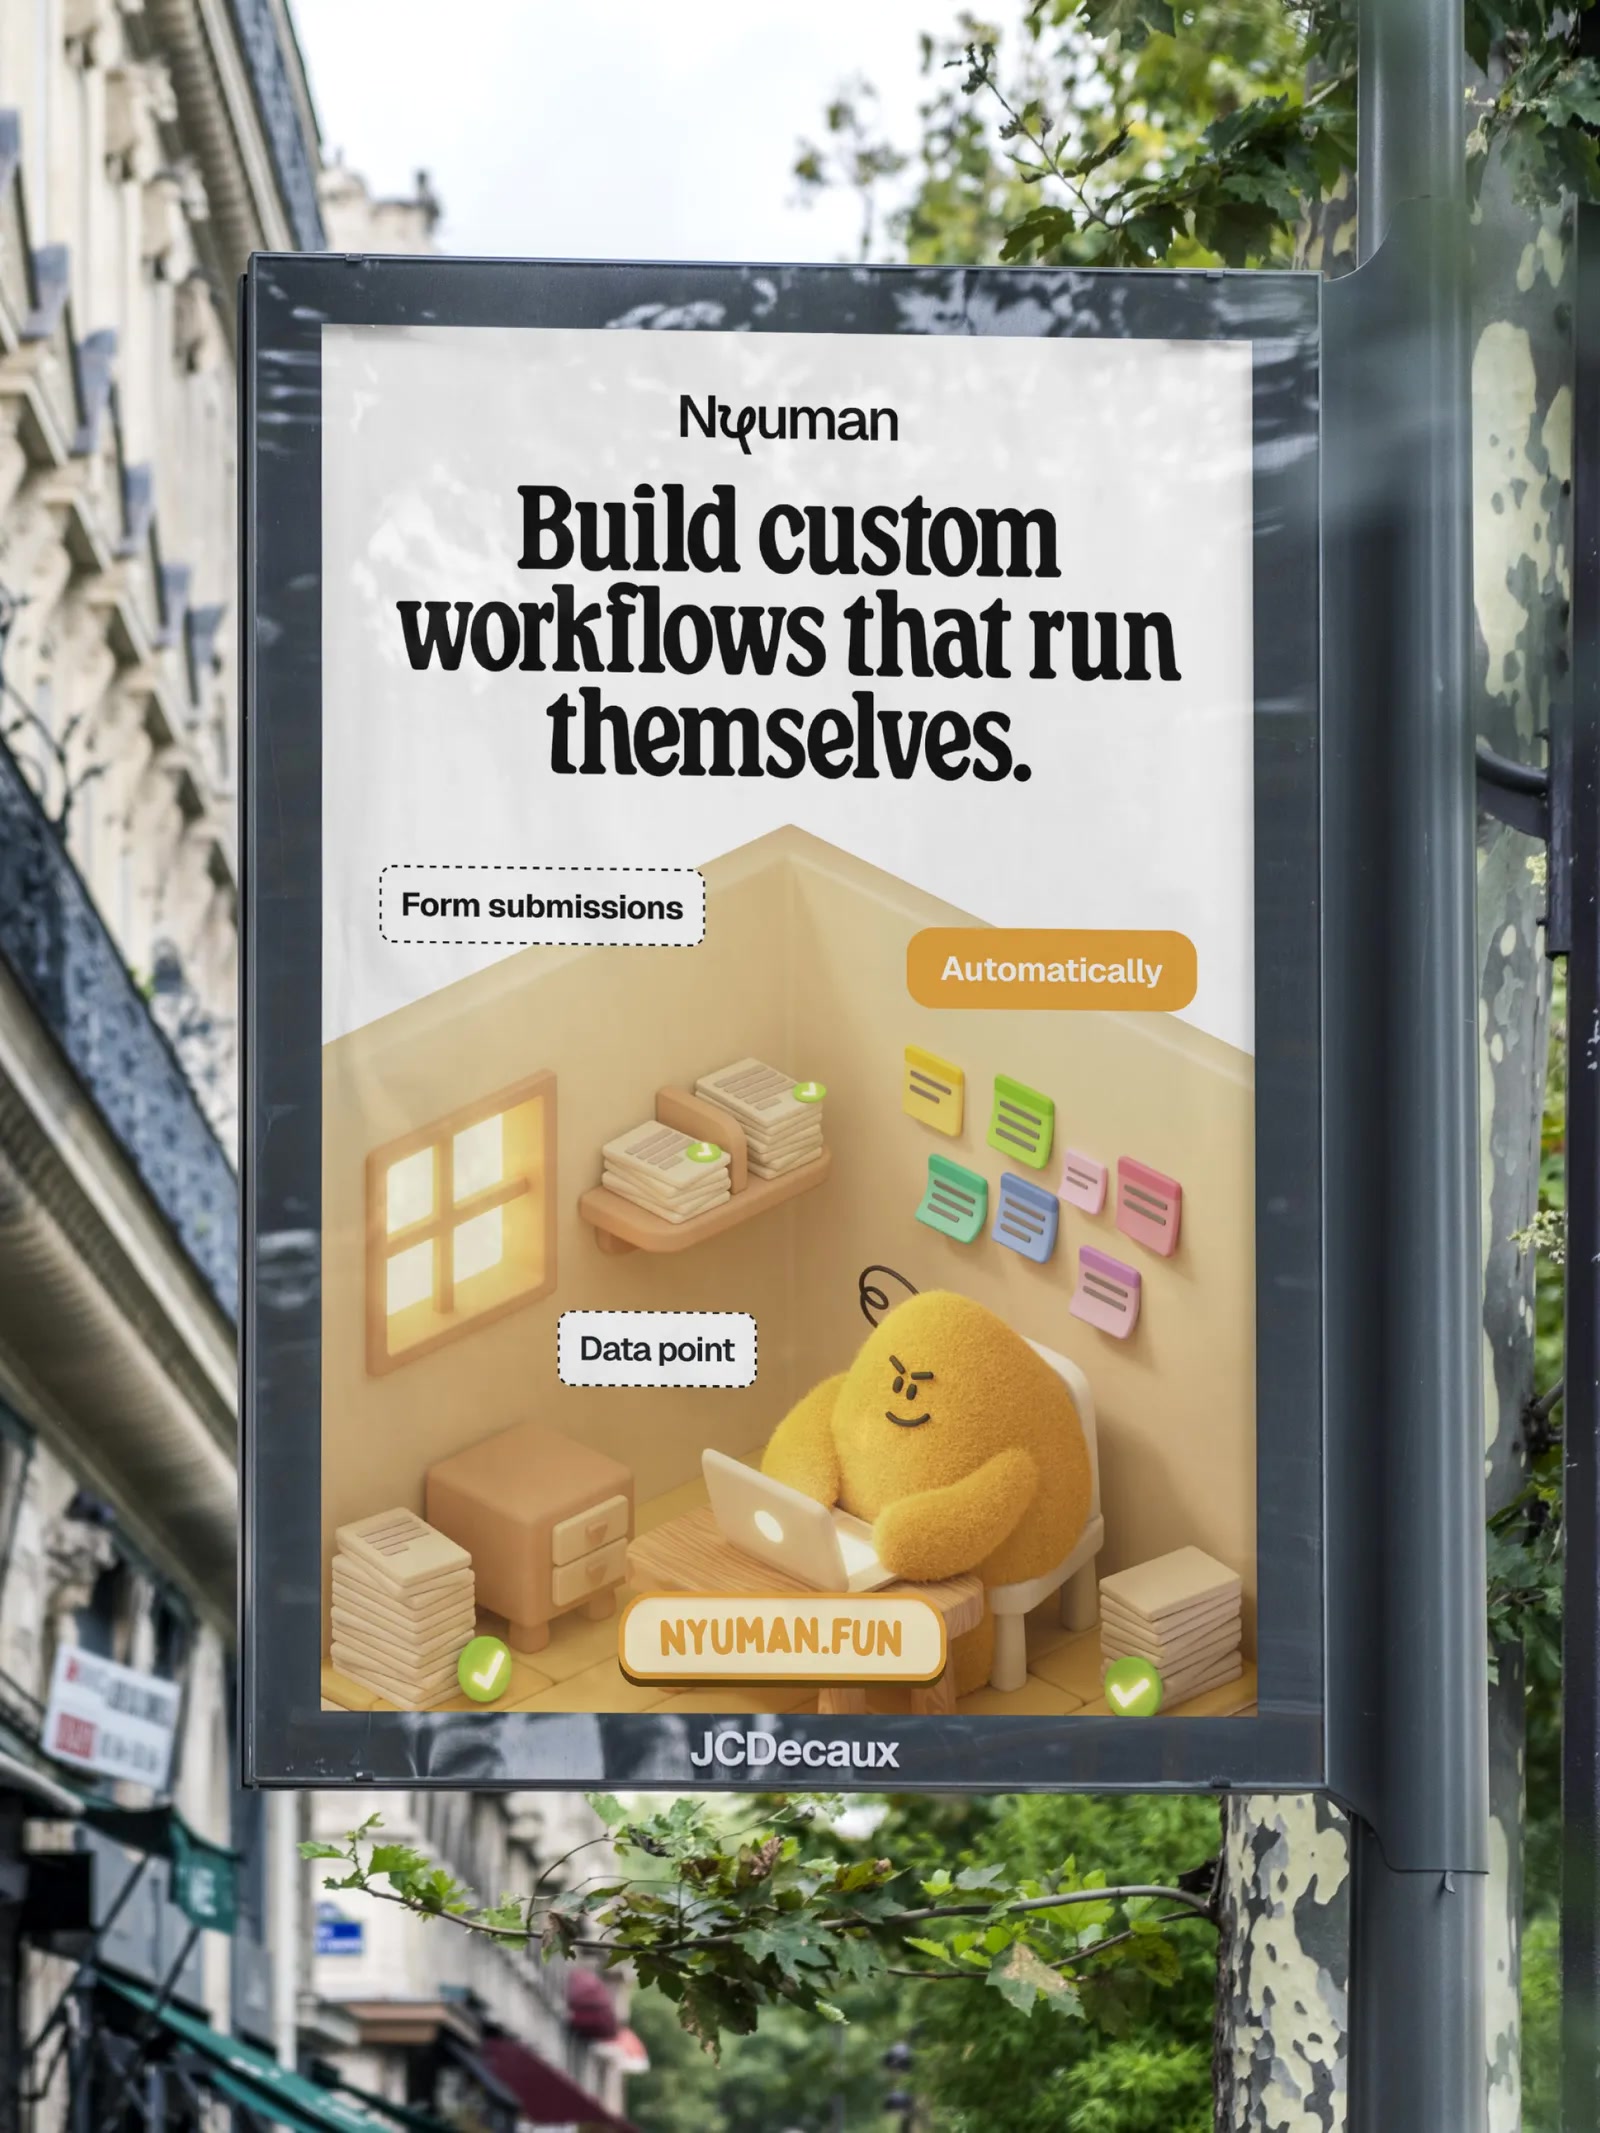 Nyuman
Build custom
workflows that run
themselves.
Form submissions
Automatically
Data point
NYUMAN.FUN
JCDecaux